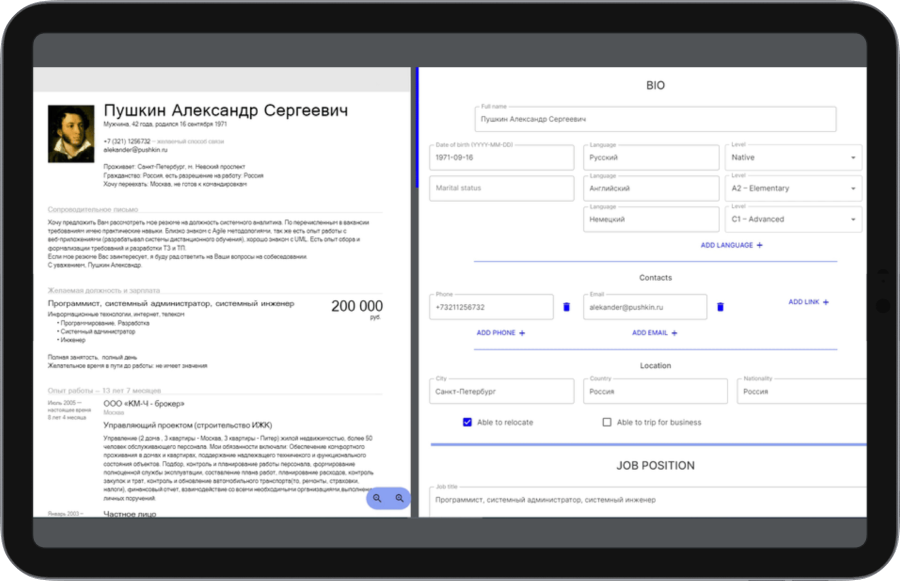 Пушкин Александр Сергеевич
Мужчина, 42 года, родился 16 сентября 1971
+7 (321) 1256732 – желаемый способ связи
alekander@pushkin.ru
Проживает: Санкт-Петербург, м. Невский проспект
Гражданство: Россия, есть разрешение на работу: Россия
Хочу переехать: Москва, не готов к командировкам
Сопроводительное письмо
Хочу предложить Вам рассмотреть мое резюме на должность системного аналитика. По перечисленным в вакансии
требованиям имею практические навыки. Близко знаком с Agile методологиями, так же есть опыт работы с
веб-приложениями (разрабатывал системы дистанционного обучения), хорошо знаком с UML. Есть опыт сбора и
формализации требований и разработки ТЗ и ТП.
Если мое резюме Вас заинтересует, я буду рад ответить на Ваши вопросы на собеседовании.
С уважением, Пушкин Александр
Желаемая должность и зарплата
Программист, системный администратор, системный инженер
200 000
руб.
Информационные технологии, интернет, телеком
• Программирование, Разработка
• Системный администратор
• Инженер
Полная занятость, полный день
Желательное время в пути до работы: не имеет значения
Опыт работы – 13 лет 2 месяцев
Июль 2005 —
настоящее время
8 лет 4 месяца
ООО «КМ-Ч - брокер»
Москва
Управляющий проектом (строительство ИЖК)
Управление (2 дома , 3 квартиры - Москва, 3 квартиры - Питер) жилой недвижимостью, более 50
человек обслуживающего персонала. Мои обязанности включали: Обеспечение комфортного
проживания в домах и квартирах, поддержание надлежащего технического и функционального
состояния объектов. Подбор, контроль и планирование работы персонала, формирование
полноценной службы эксплуатации, составление плана работ, планирование расходов, контроль
закупок и трат, контроль и обновление автомобильного транспорта(то, ремонты, страховки,
налоги), финансовый отчет, взаимодействие со всеми необходимыми организациями,
личных поручений.
Январь 2003 —
Частное лицо
BIO
Full name
Пушкин Александр Сергеевич
Date of birth (YYYY-MM-DD)
1971-09-16
Language
Русский
Level
Native
Marital status
Language
Английский
Level
A2 – Elementary
Language
Немецкий
Level
C1 – Advanced
ADD LANGUAGE +
Contacts
Phone
+73211256732
Email
alekander@pushkin.ru
ADD LINK +
ADD PHONE +
ADD EMAIL +
Location
City
Санкт-Петербург
Country
Россия
Nationality
Россия
Able to relocate
Able to trip for business
JOB POSITION
Job title
Программист, системный администратор, системный инженер